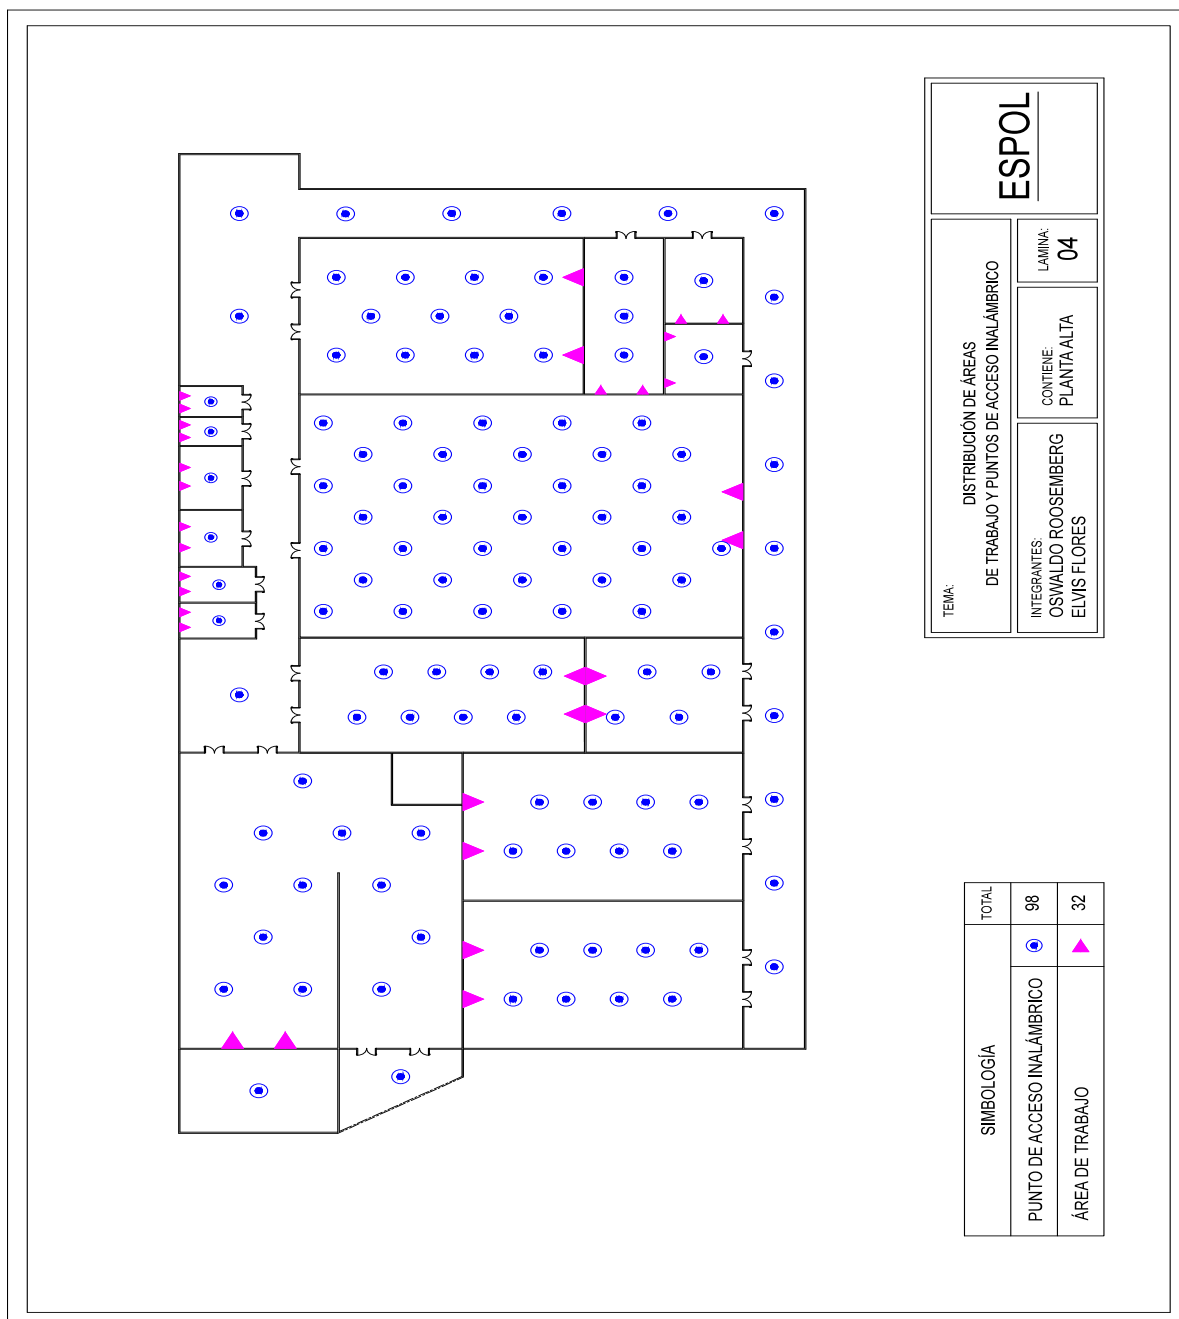 TEMA:
DISTRIBUCIÓN DE ÁREAS
DE TRABAJO Y PUNTOS DE ACCESO INALÁMBRICO
ESPOL
INTEGRANTES:
OSWALDO ROOSEMBERG
ELVIS FLORES
CONTIENE:
PLANTA ALTA
LAMINA:
04
SIMBOLOGÍA TOTAL
PUNTO DE ACCESO INALÁMBRICO 98
ÁREA DE TRABAJO 32